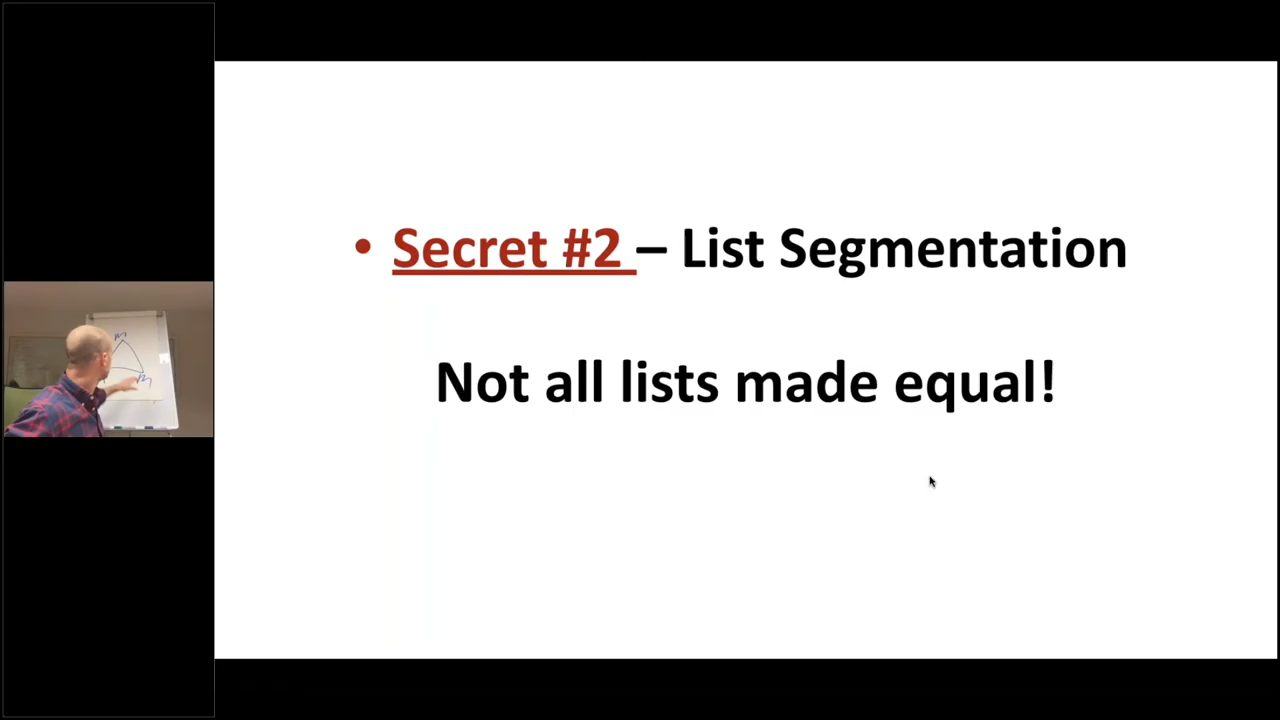 • Secret #2 – List Segmentation
Not all lists made equal!